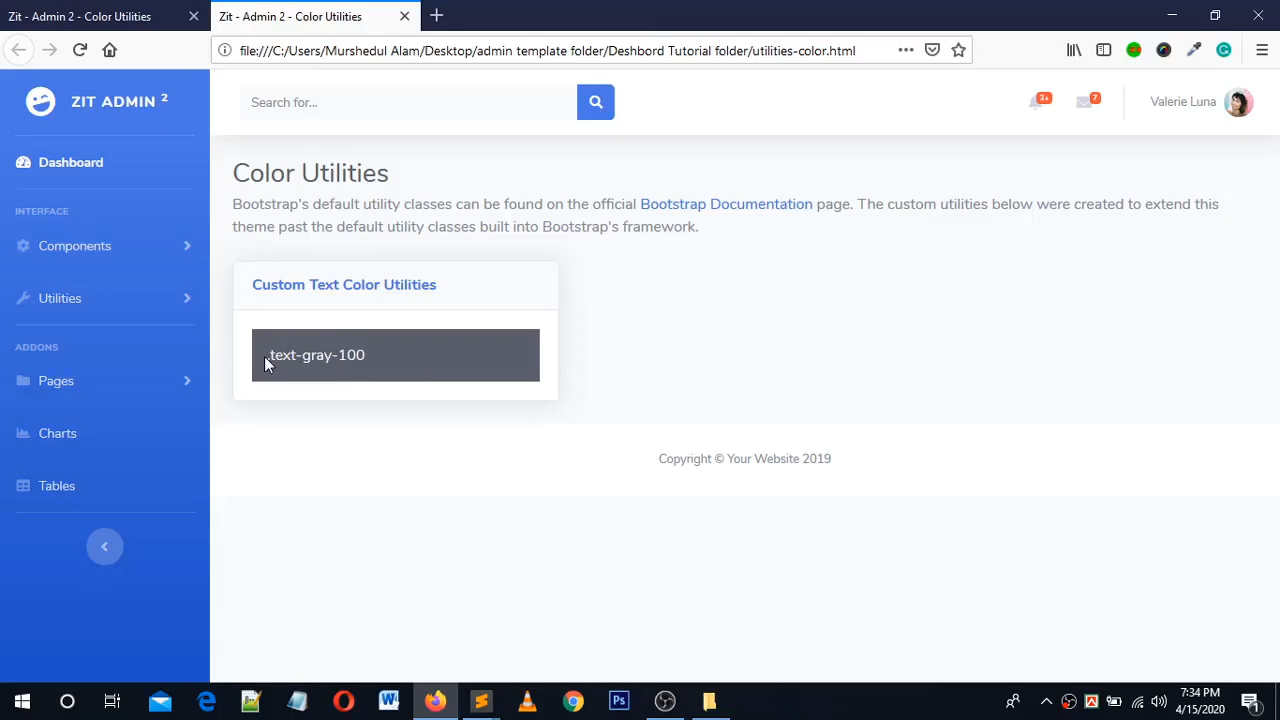 Zit - Admin 2 - Color Utilities
Zit - Admin 2 - Color Utilities
file:///C:/Users/Murshedul Alam/Desktop/admin template folder/Deshbord Tutorial folder/utilities-color.html
ZIT ADMIN 2
Search for...
34
7
Valerie Luna
Dashboard
INTERFACE
Components
Utilities
ADDONS
Pages
Charts
Tables
Color Utilities
Bootstrap's default utility classes can be found on the official Bootstrap Documentation page. The custom utilities below were created to extend this
theme past the default utility classes built into Bootstrap's framework.
Custom Text Color Utilities
.text-gray-100
Copyright © Your Website 2019
7:34 PM
4/15/2020